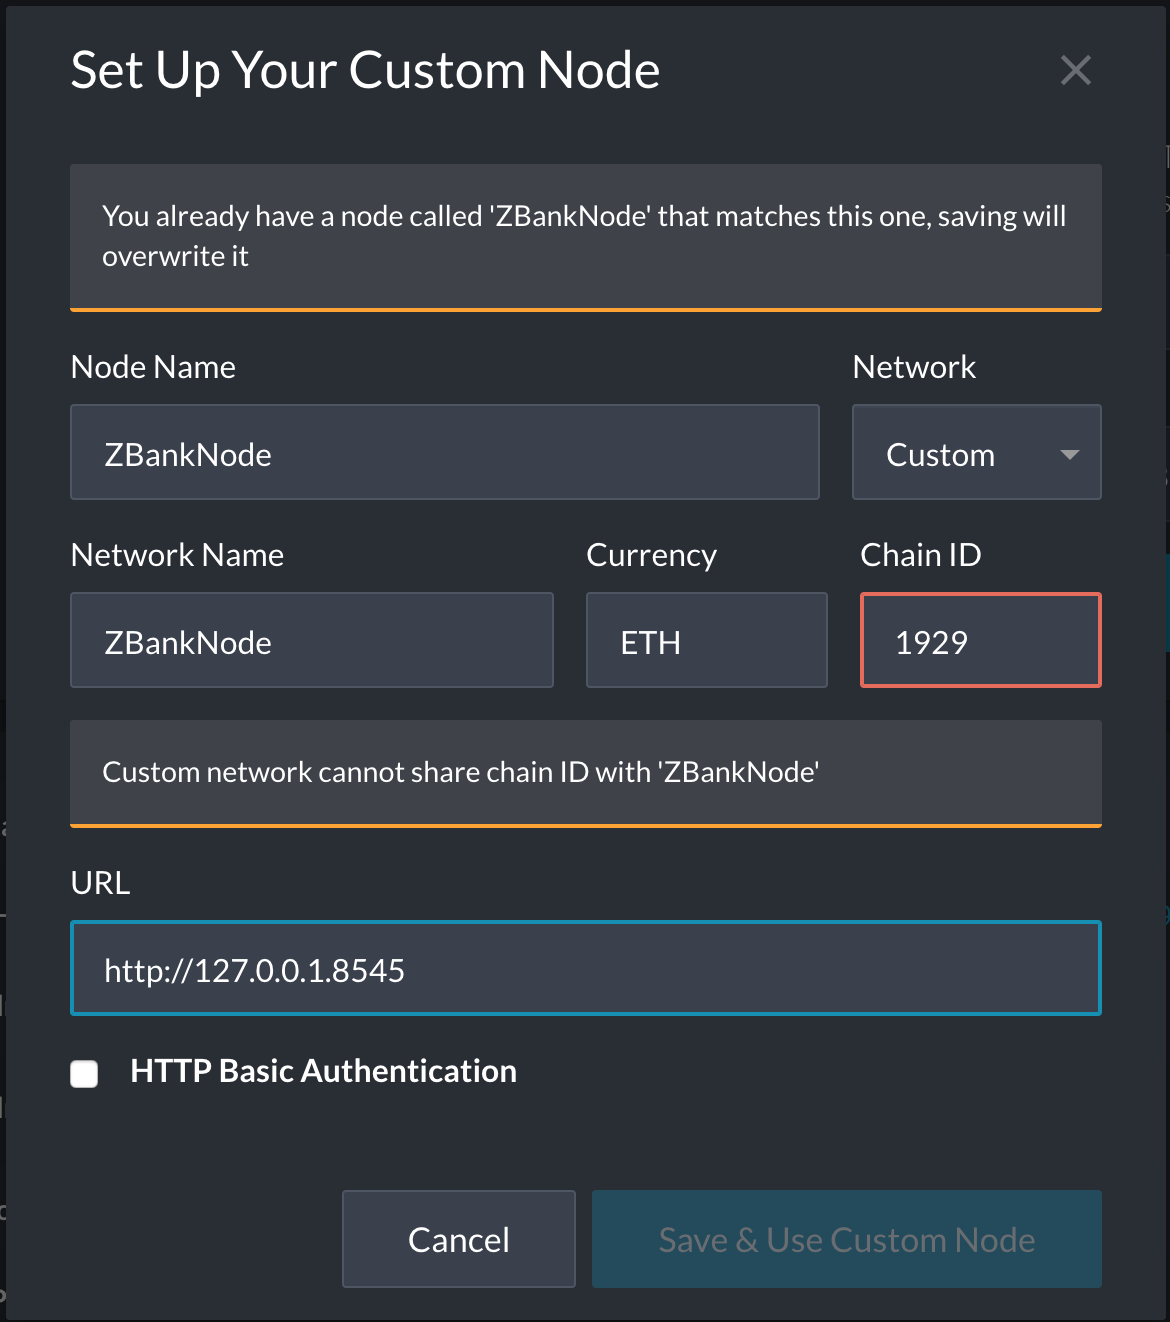 Set Up Your Custom Node
You already have a node called 'ZBankNode' that matches this one, saving will
overwrite it
Node Name
Network
ZBankNode
Custom
Network Name
Currency
Chain ID
ZBankNode
ETH
1929
Custom network cannot share chain ID with 'ZBankNode'
URL
http://127.0.0.1.8545
HTTP Basic Authentication
Cancel
Save & Use Custom Node